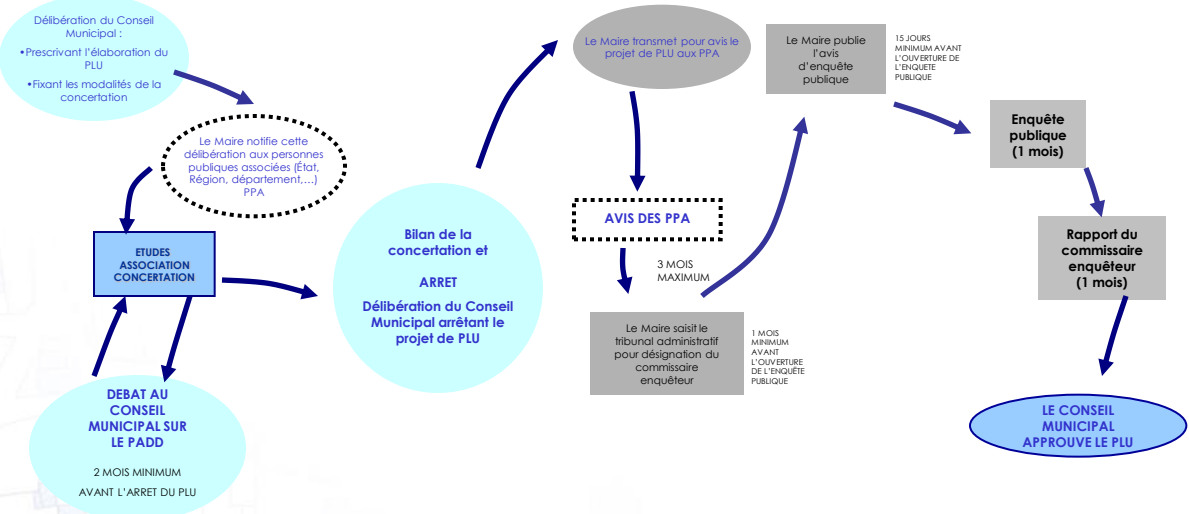 Délibération du Conseil
Municipal :
•Prescrivant l'élaboration du
PLU
•Fixant les modalités de la
concertation
Le Maire notifie cette
délibération aux personnes
publiques associées (État,
Région, département,…)
PPA
ETUDES
ASSOCIATION
CONCERTATION
DEBAT AU
CONSEIL
MUNICIPAL SUR
LE PADD
2 MOIS MINIMUM
AVANT L'ARRET DU PLU
Bilan de la
concertation et
ARRET
Délibération du Conseil
Municipal arrêtant le
projet de PLU
Le Maire transmet pour avis le
projet de PLU aux PPA
AVIS DES PPA
3 MOIS
MAXIMUM
Le Maire saisit le
tribunal administratif
pour désignation du
commissaire
enquêteur
1 MOIS
MINIMUM
AVANT
L'OUVERTURE
DE L'ENQUÊTE
PUBLIQUE
Le Maire publie
l'avis
d'enquête
publique
15 JOURS
MINIMUM AVANT
L'OUVERTURE DE
L'ENQUETE
PUBLIQUE
Enquête
publique
(1 mois)
Rapport du
commissaire
enquêteur
(1 mois)
LE CONSEIL
MUNICIPAL
APPROUVE LE PLU